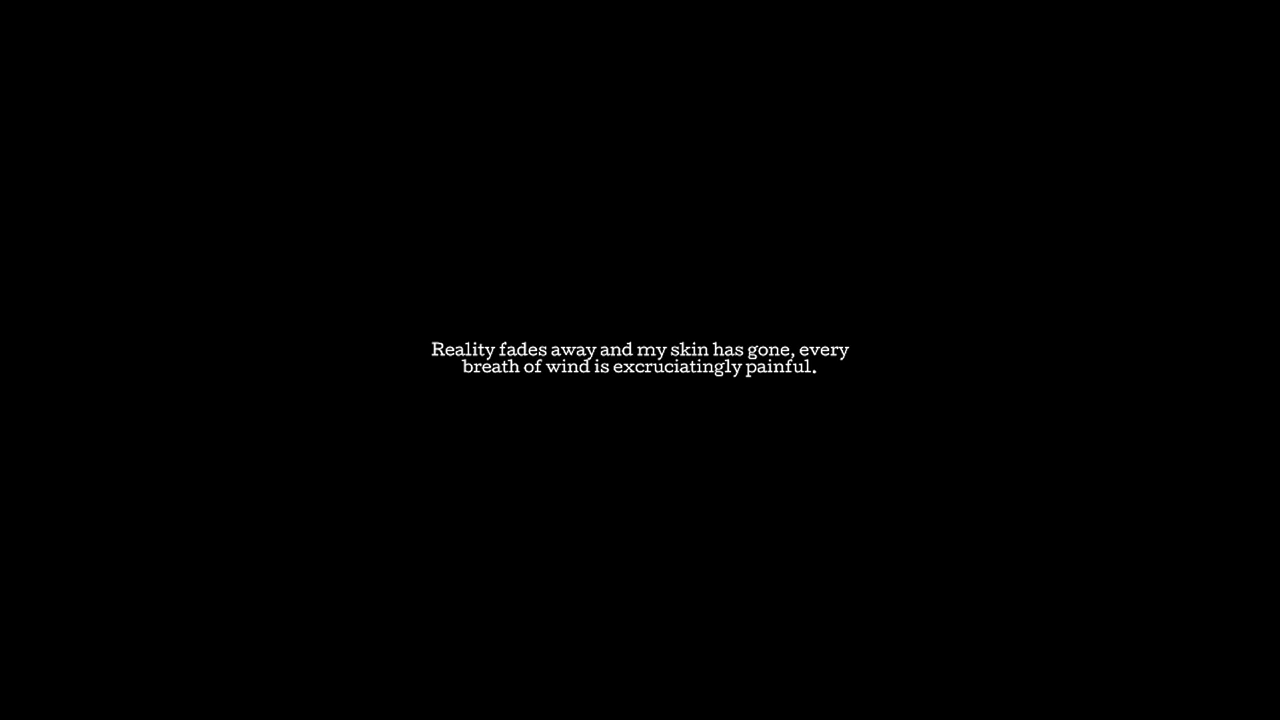 Reality fades away and my skin has gone, every
breath of wind is excruciatingly painful.